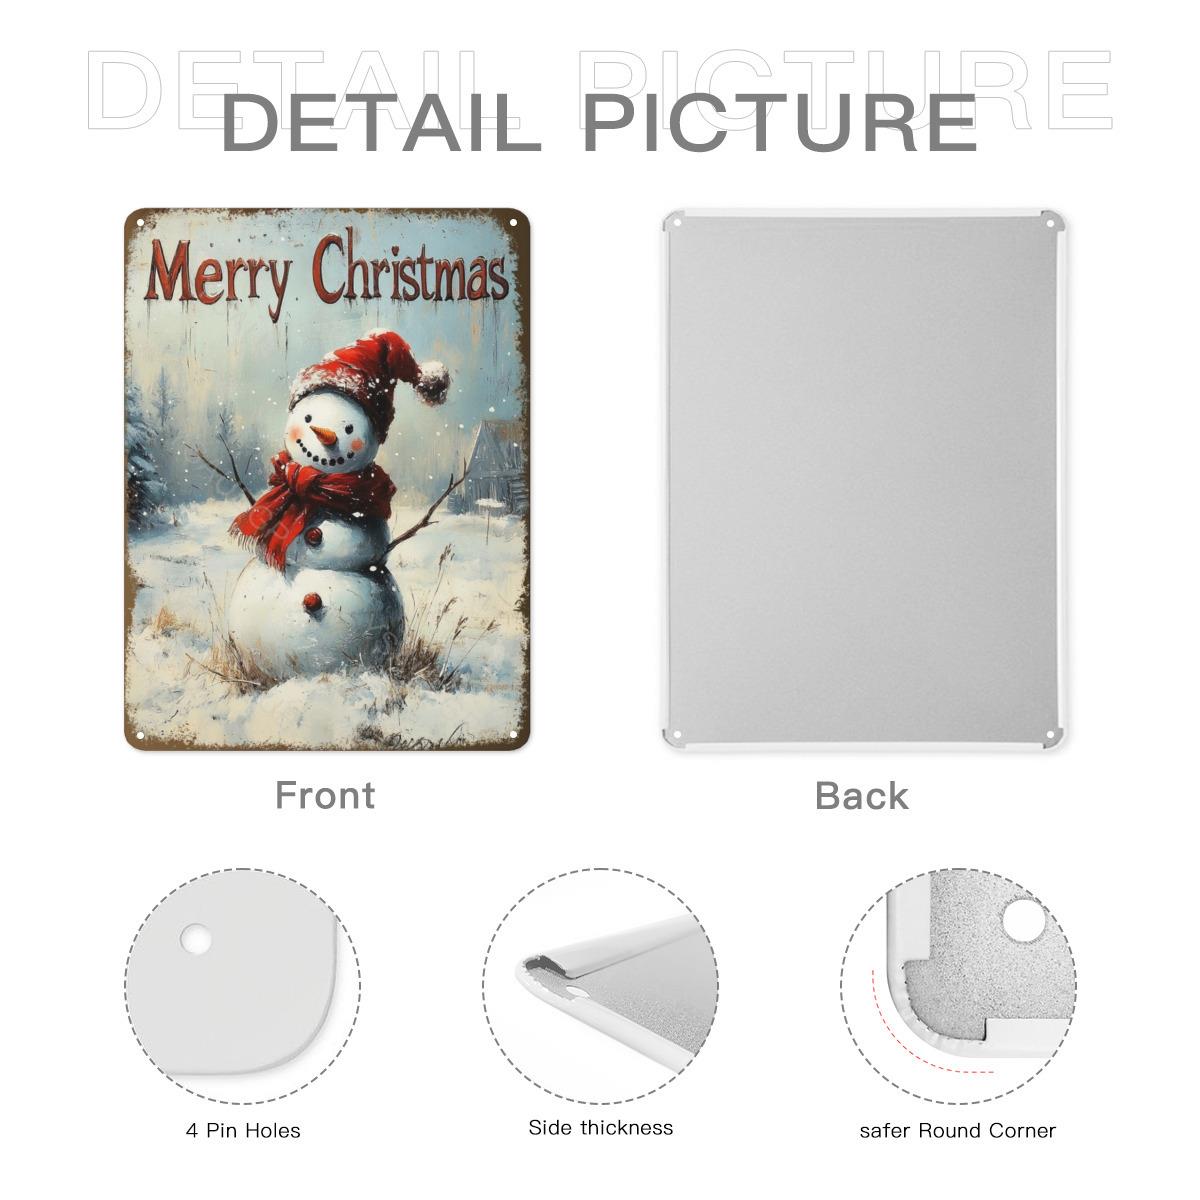 DETAIL PICTURE
DETAIL PICTURE
Merry Christmas
Front
Back
4 Pin Holes
Side thickness
safer Round Corner